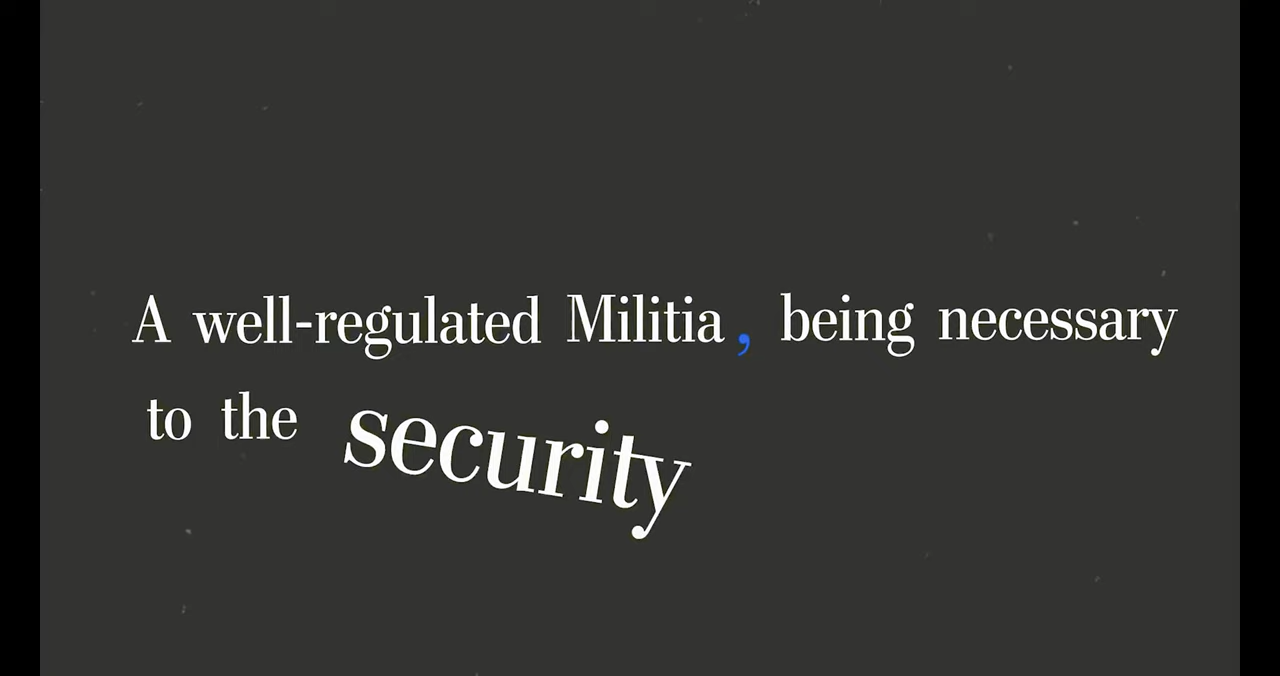 A well-regulated Militia, being necessary
to the security